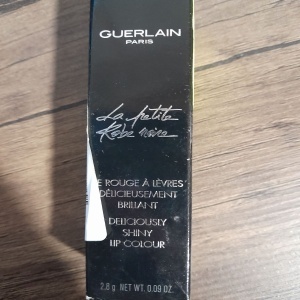 GUERLAIN
PARIS
La petite
Robe noire
E ROUGE À LÈVRES
DÉLICIEUSEMENT
BRILLANT
DELICIOUSLY
SHINY
LIP COLOUR
2.8 g NET WT. 0.09 OZ.